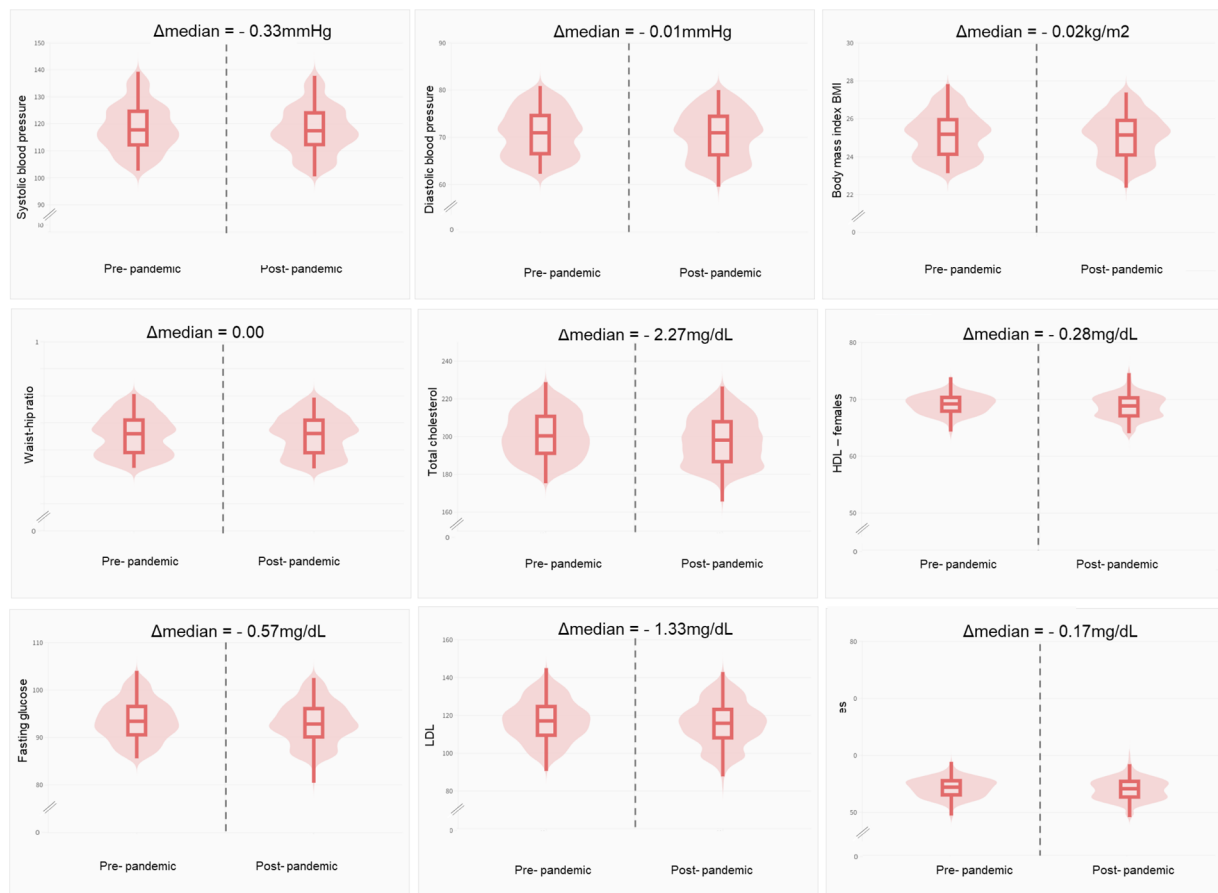 Δmedian = - 0.33mmHg
150
140
130
120
110
100
90
Systolic blood pressure
Pre- pandemic
Post- pandemic
Δmedian = - 0.01mmHg
90
80
70
60
0
Diastolic blood pressure
Pre- pandemic
Post- pandemic
Δmedian = - 0.02kg/m2
30
28
26
24
22
0
Body mass index BMI
Pre- pandemic
Post- pandemic
Δmedian = 0.00
1
0
Waist-hip ratio
Pre- pandemic
Post- pandemic
Δmedian = - 2.27mg/dL
240
220
200
180
160
0
Total cholesterol
Pre- pandemic
Post- pandemic
Δmedian = - 0.28mg/dL
80
70
60
50
0
HDL – females
Pre- pandemic
Post- pandemic
Δmedian = - 0.57mg/dL
110
100
90
80
0
Fasting glucose
Pre- pandemic
Post- pandemic
Δmedian = - 1.33mg/dL
160
140
120
100
80
0
LDL
Pre- pandemic
Post- pandemic
Δmedian = - 0.17mg/dL
80
0
0
50
0
es
Pre- pandemic
Post- pandemic